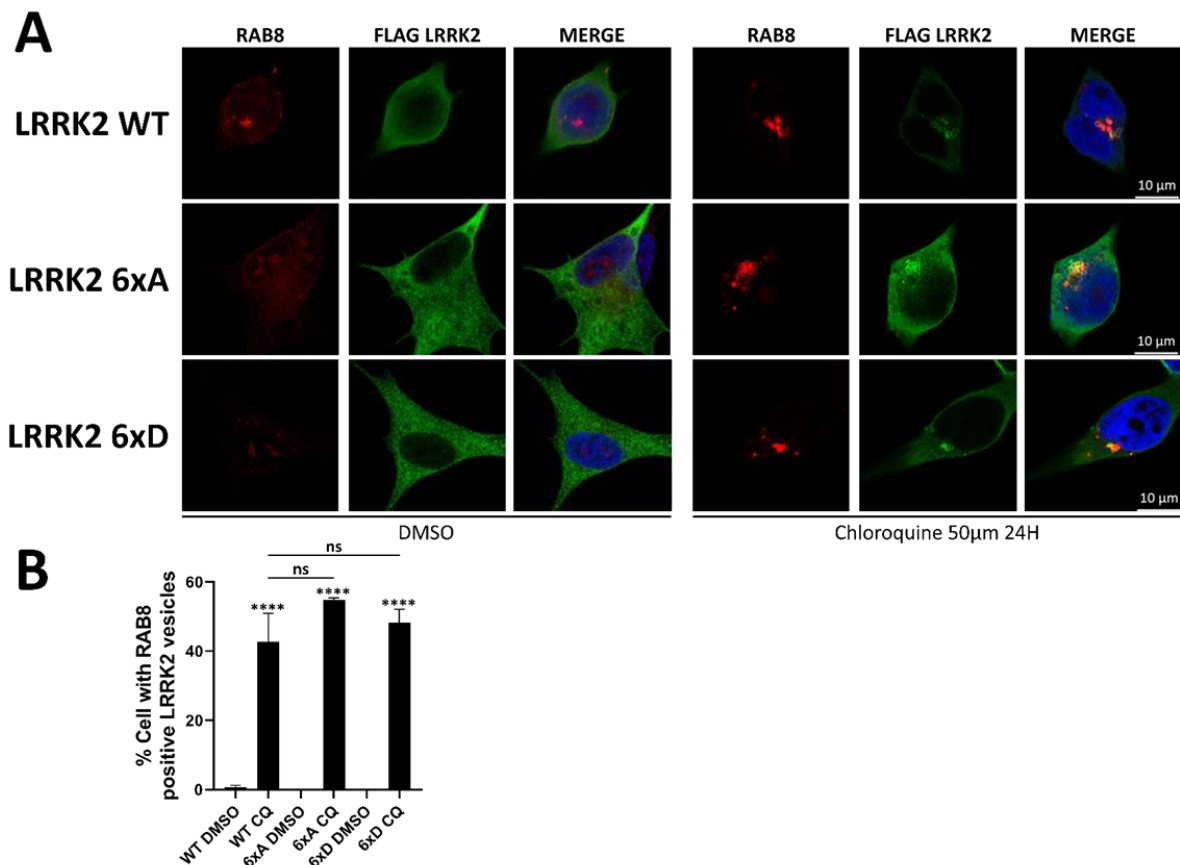 A
RAB8 FLAG LRRK2 MERGE RAB8 FLAG LRRK2 MERGE
LRRK2 WT
10 µm
LRRK2 6xA
10 µm
LRRK2 6xD
10 µm
DMSO Chloroquine 50µm 24H
B
ns
ns
**** **** ****
% Cell with RAB8
positive LRRK2 vesicles
60
40
20
0
WT DMSO WT CQ 6xA DMSO 6xA CQ 6xD DMSO 6xD CQ